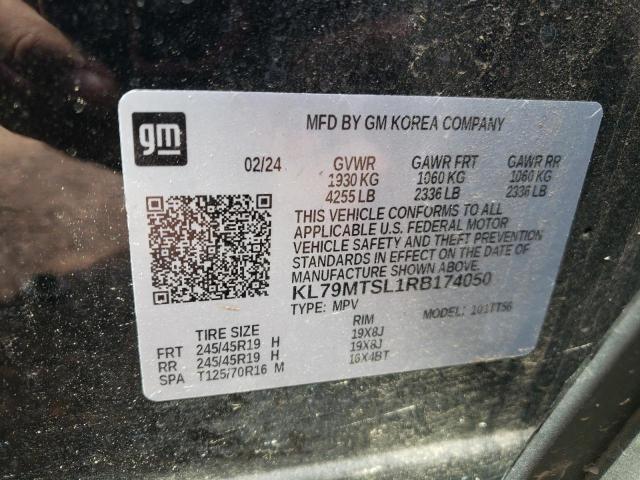 gm
MFD BY GM KOREA COMPANY
02/24 GVWR GAWR FRT GAWR RR
1930 KG 1060 KG 1060 KG
4255 LB 2336 LB 2336 LB
THIS VEHICLE CONFORMS TO ALL
APPLICABLE U.S. FEDERAL MOTOR
VEHICLE SAFETY AND THEFT PREVENTION
STANDARDS IN EFFECT ON THE DATE OF
MANUFACTURE SHOWN ABOVE.
KL79MTSL1RB174050
TYPE: MPV MODEL: 101TT56
TIRE SIZE RIM
FRT 245/45R19 H 19X8J
RR 245/45R19 H 19X8J
SPA T125/70R16 M 16X4BT